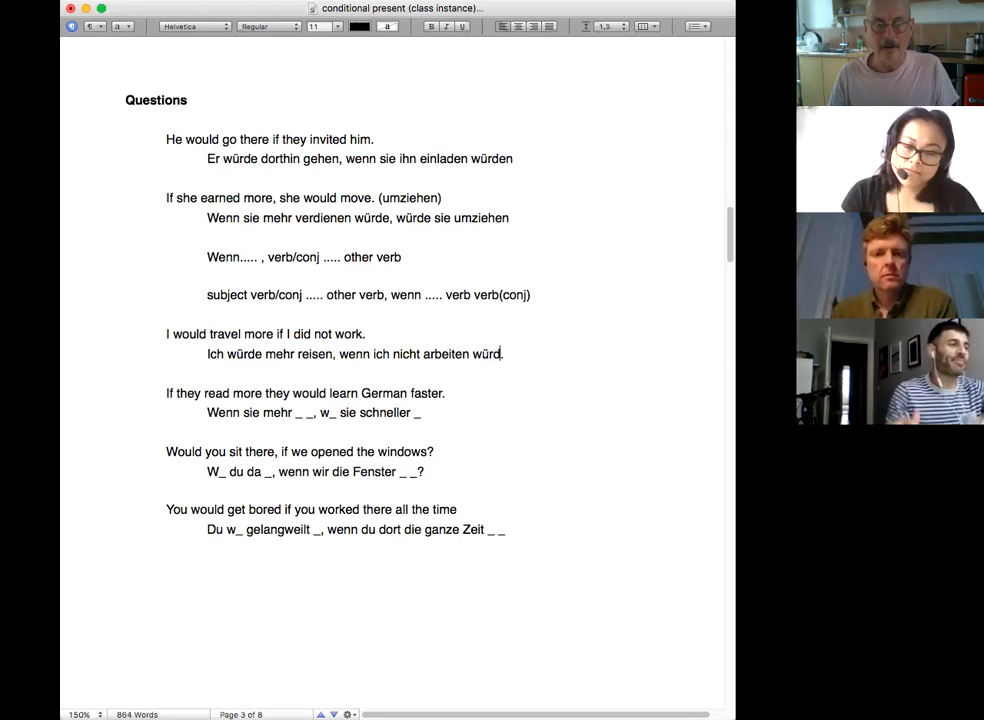 conditional present (class instance)...
¶ a Helvetica Regular 11 a B I U 1,3
Questions
He would go there if they invited him.
Er würde dorthin gehen, wenn sie ihn einladen würden
If she earned more, she would move. (umziehen)
Wenn sie mehr verdienen würde, würde sie umziehen
Wenn..... , verb/conj ..... other verb
subject verb/conj ..... other verb, wenn ..... verb verb(conj)
I would travel more if I did not work.
Ich würde mehr reisen, wenn ich nicht arbeiten würd.
If they read more they would learn German faster.
Wenn sie mehr _ _, w_ sie schneller _
Would you sit there, if we opened the windows?
W_ du da _, wenn wir die Fenster _ _?
You would get bored if you worked there all the time
Du w_ gelangweilt _, wenn du dort die ganze Zeit _ _
150% 864 Words Page 3 of 8